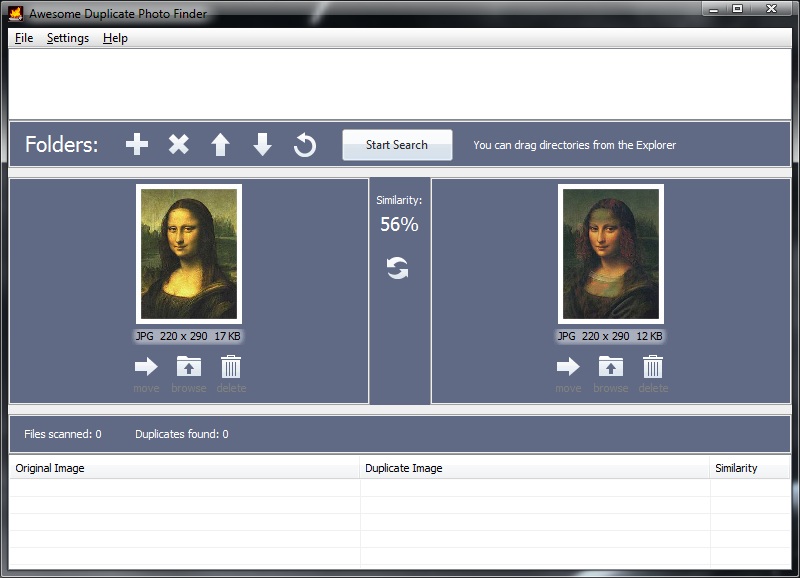 Awesome Duplicate Photo Finder
File Settings Help
Folders: Start Search You can drag directories from the Explorer
Similarity:
56%
JPG 220 x 290 17 KB
move browse delete
JPG 220 x 290 12 KB
move browse delete
Files scanned: 0 Duplicates found: 0
Original Image Duplicate Image Similarity